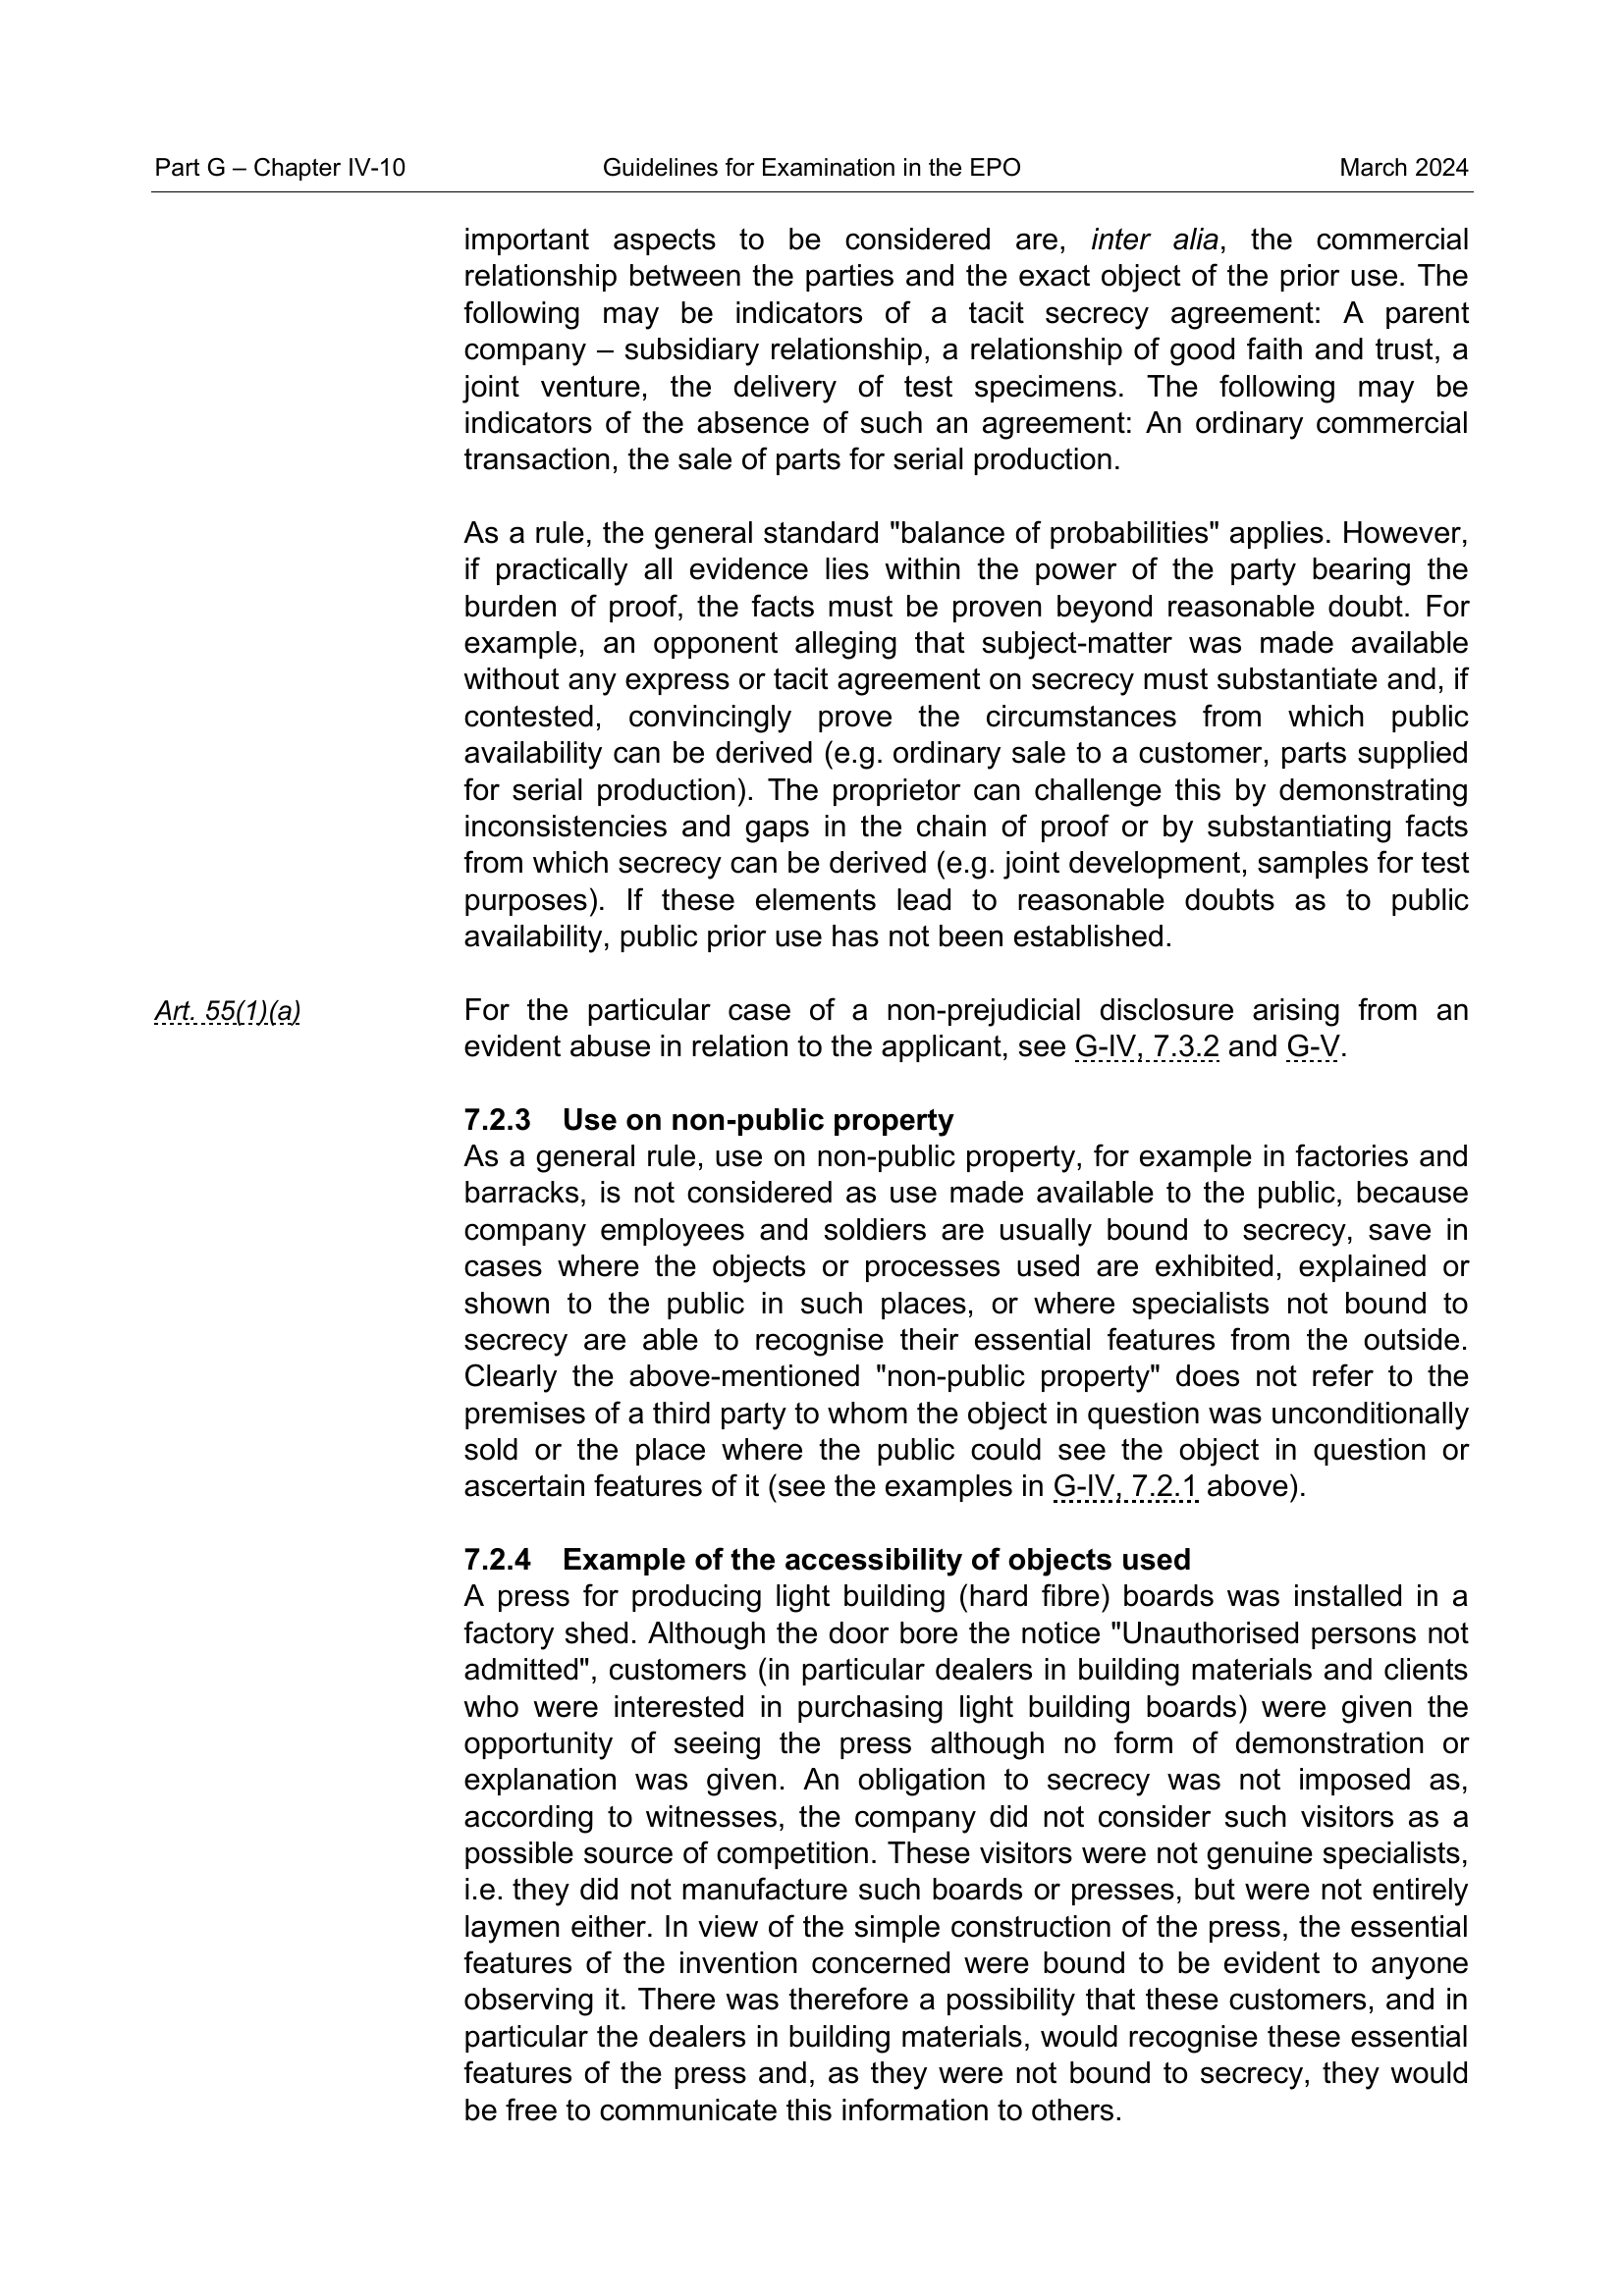 Part G – Chapter IV-10 Guidelines for Examination in the EPO March 2024
important aspects to be considered are, inter alia, the commercial
relationship between the parties and the exact object of the prior use. The
following may be indicators of a tacit secrecy agreement: A parent
company – subsidiary relationship, a relationship of good faith and trust, a
joint venture, the delivery of test specimens. The following may be
indicators of the absence of such an agreement: An ordinary commercial
transaction, the sale of parts for serial production.
As a rule, the general standard "balance of probabilities" applies. However,
if practically all evidence lies within the power of the party bearing the
burden of proof, the facts must be proven beyond reasonable doubt. For
example, an opponent alleging that subject-matter was made available
without any express or tacit agreement on secrecy must substantiate and, if
contested, convincingly prove the circumstances from which public
availability can be derived (e.g. ordinary sale to a customer, parts supplied
for serial production). The proprietor can challenge this by demonstrating
inconsistencies and gaps in the chain of proof or by substantiating facts
from which secrecy can be derived (e.g. joint development, samples for test
purposes). If these elements lead to reasonable doubts as to public
availability, public prior use has not been established.
Art. 55(1)(a) For the particular case of a non-prejudicial disclosure arising from an
evident abuse in relation to the applicant, see G-IV, 7.3.2 and G-V.
7.2.3 Use on non-public property
As a general rule, use on non-public property, for example in factories and
barracks, is not considered as use made available to the public, because
company employees and soldiers are usually bound to secrecy, save in
cases where the objects or processes used are exhibited, explained or
shown to the public in such places, or where specialists not bound to
secrecy are able to recognise their essential features from the outside.
Clearly the above-mentioned "non-public property" does not refer to the
premises of a third party to whom the object in question was unconditionally
sold or the place where the public could see the object in question or
ascertain features of it (see the examples in G-IV, 7.2.1 above).
7.2.4 Example of the accessibility of objects used
A press for producing light building (hard fibre) boards was installed in a
factory shed. Although the door bore the notice "Unauthorised persons not
admitted", customers (in particular dealers in building materials and clients
who were interested in purchasing light building boards) were given the
opportunity of seeing the press although no form of demonstration or
explanation was given. An obligation to secrecy was not imposed as,
according to witnesses, the company did not consider such visitors as a
possible source of competition. These visitors were not genuine specialists,
i.e. they did not manufacture such boards or presses, but were not entirely
laymen either. In view of the simple construction of the press, the essential
features of the invention concerned were bound to be evident to anyone
observing it. There was therefore a possibility that these customers, and in
particular the dealers in building materials, would recognise these essential
features of the press and, as they were not bound to secrecy, they would
be free to communicate this information to others.